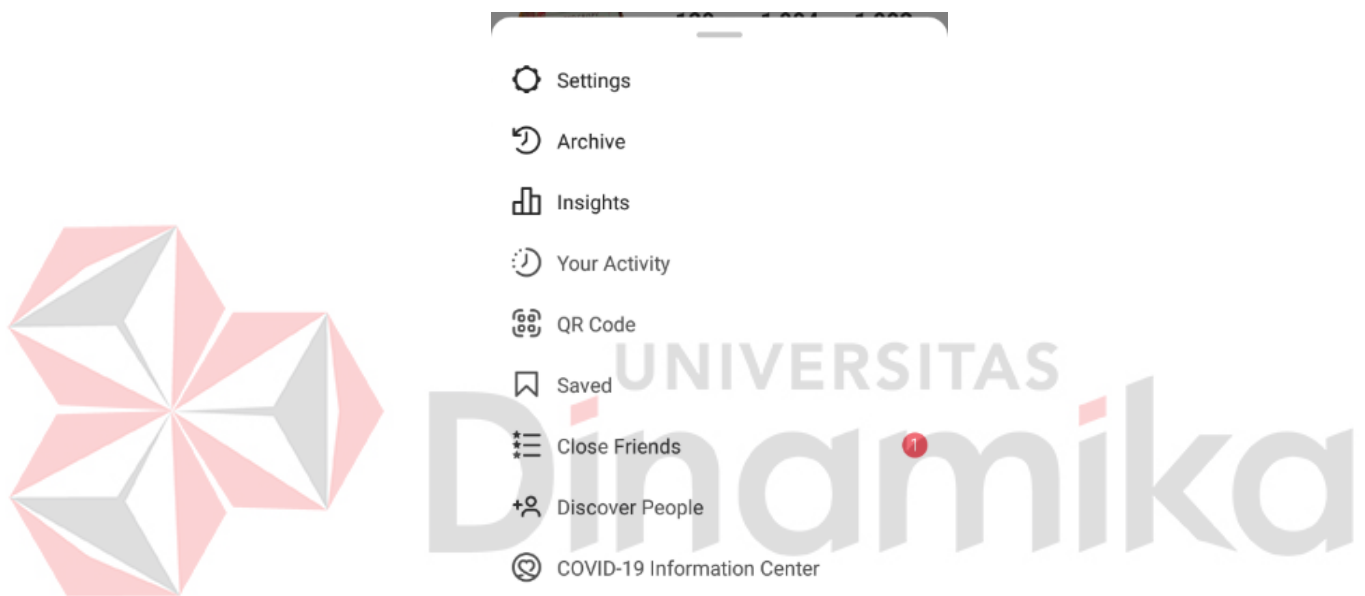 Settings
Archive
Insights
Your Activity
QR Code
UNIVERSITAS
Saved
Dinamika
Close Friends
1
Discover People
COVID-19 Information Center